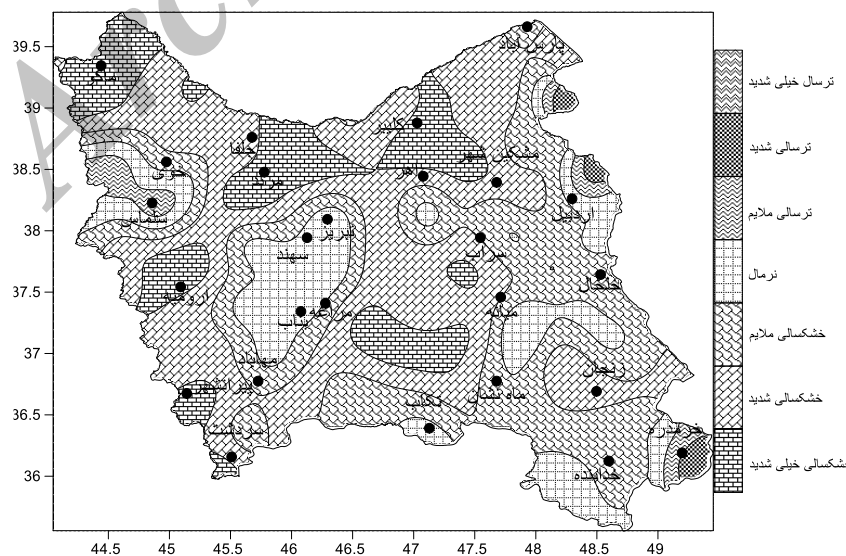 39.5
39
38.5
38
37.5
37
36.5
36
44.5 45 45.5 46 46.5 47 47.5 48 48.5 49
پارس آباد
ماکو
کلیبر
جلفا
مشگین شهر
خوی
مرند
اهر
اردبیل
سلماس
تبریز
سهند
سراب
خلخال
ارومیه
مراغه
میانه
بناب
مهاباد
زنجان
پیرانشهر
ماه نشان
تکاب
سردشت
خرمدره
خدابنده
ترسال خیلی شدید
ترسالی شدید
ترسالی ملایم
نرمال
خشکسالی ملایم
خشکسالی شدید
خشکسالی خیلی شدید
Arc